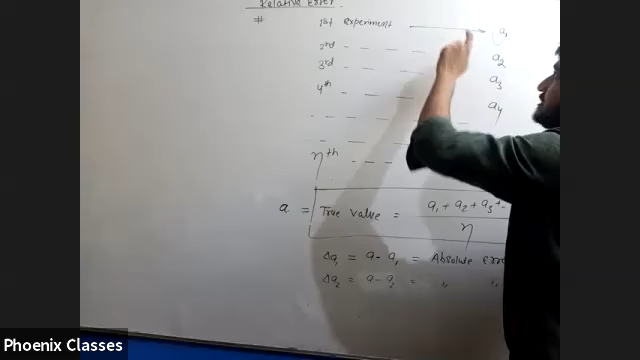 Relative Error.
# 1st experiment → a₁
2nd - - - - a₂
3rd - - - a₃
4th - - - - a₄
- - - - - -
nth - - - -
a = True Value = a₁ + a₂ + a₃ + - / n
Δa₁ = a - a₁ = Absolute
Δa₂ = a - a₂ = 〃 〃
Phoenix Classes